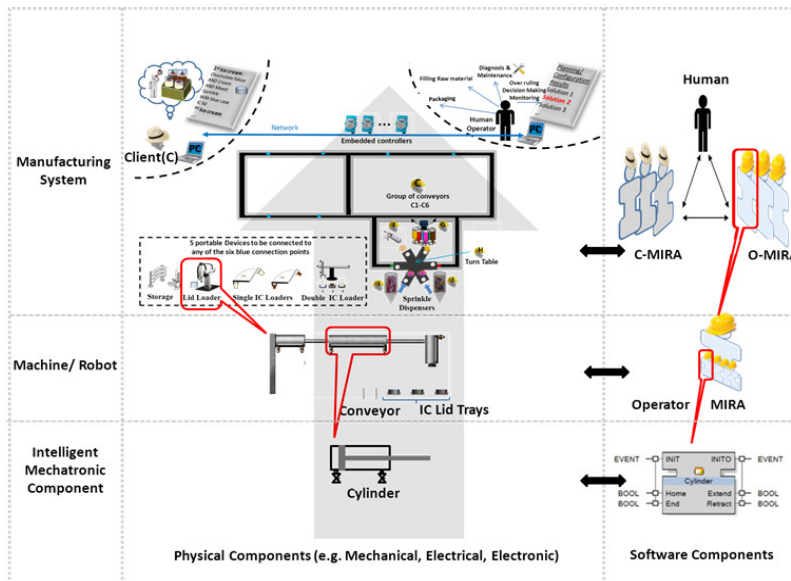 Manufacturing
System
Machine/ Robot
Intelligent
Mechatronic
Component
Client(C)
PC
Network
Embedded controllers
Diagnosis &
Maintenance
Filling Raw material
Over ruling
Decision Making
Monitoring
Packaging
Human
Operator
PC
Planning/
Configuration
Results
Solution 1
Solution 2
Solution 3
Group of conveyors
C1-C6
5 portable Devices to be connected to
any of the six blue connection points
Storage
Lid Loader
Single IC Loaders
Double IC Loader
H
Turn Table
Sprinkle
Dispensers
Conveyor
IC Lid Trays
Cylinder
Physical Components (e.g. Mechanical, Electrical, Electronic)
Human
C-MIRA
O-MIRA
Operator
MIRA
EVENT
INIT
INITO
EVENT
Cylinder
BOOL
Home
Extend
BOOL
BOOL
End
Retract
BOOL
Software Components